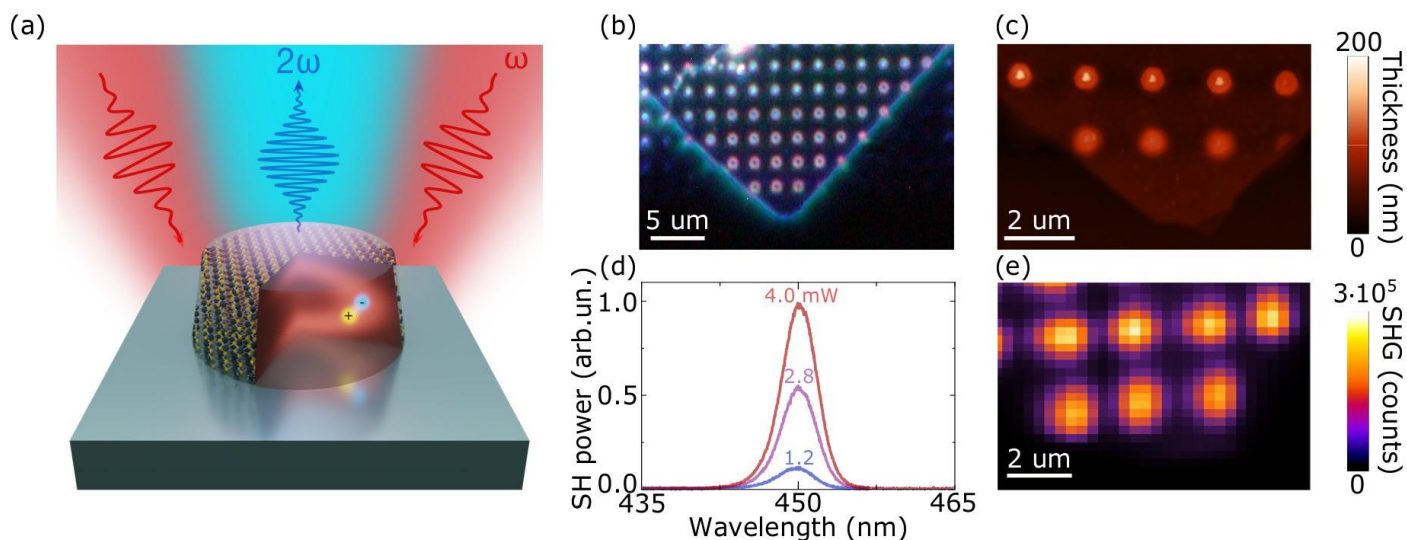 (a)
2ω
ω
- +
(b)
5 um
(c)
2 um
200
Thickness (nm)
0
(d)
SH power (arb.un.)
1.0
0.5
0.0
4.0 mW
2.8
1.2
435
450
465
Wavelength (nm)
(e)
2 um
3·10⁵
SHG (counts)
0